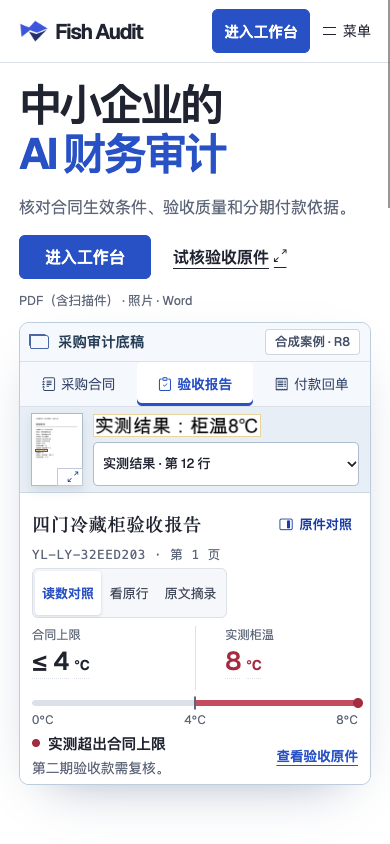 Fish Audit
进入工作台
菜单
中小企业的
AI 财务审计
核对合同生效条件、验收质量和分期付款依据。
进入工作台
试核验收原件
PDF（含扫描件） · 照片 · Word
采购审计底稿
合成案例 · R8
采购合同
验收报告
付款回单
实测结果：柜温8℃
实测结果 · 第 12 行
四门冷藏柜验收报告
原件对照
YL-LY-32EED203 · 第 1 页
读数对照
看原行
原文摘录
合同上限
实测柜温
≤ 4 °C
8 °C
0°C
4°C
8°C
实测超出合同上限
第二期验收款需复核。
查看验收原件